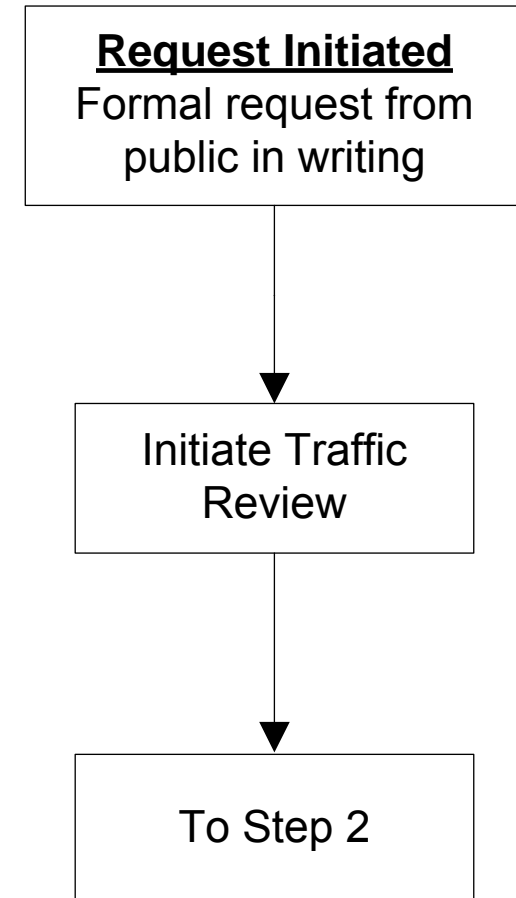 Request Initiated
Formal request from
public in writing
Initiate Traffic
Review
To Step 2